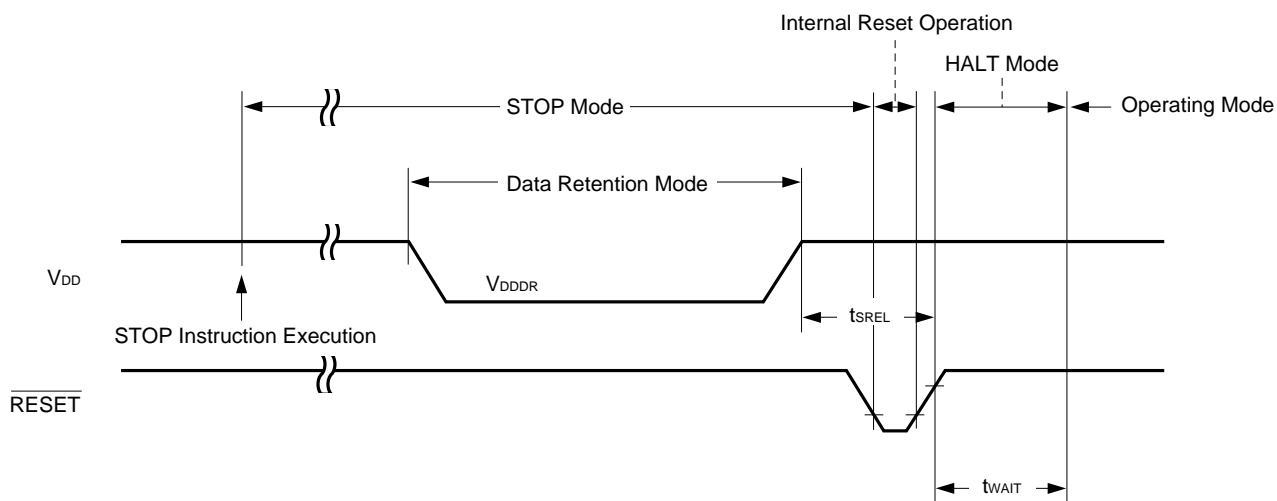 Internal Reset Operation
HALT Mode
STOP Mode
Operating Mode
Data Retention Mode
VDD
VDDDR
STOP Instruction Execution
tSREL
RESET
tWAIT